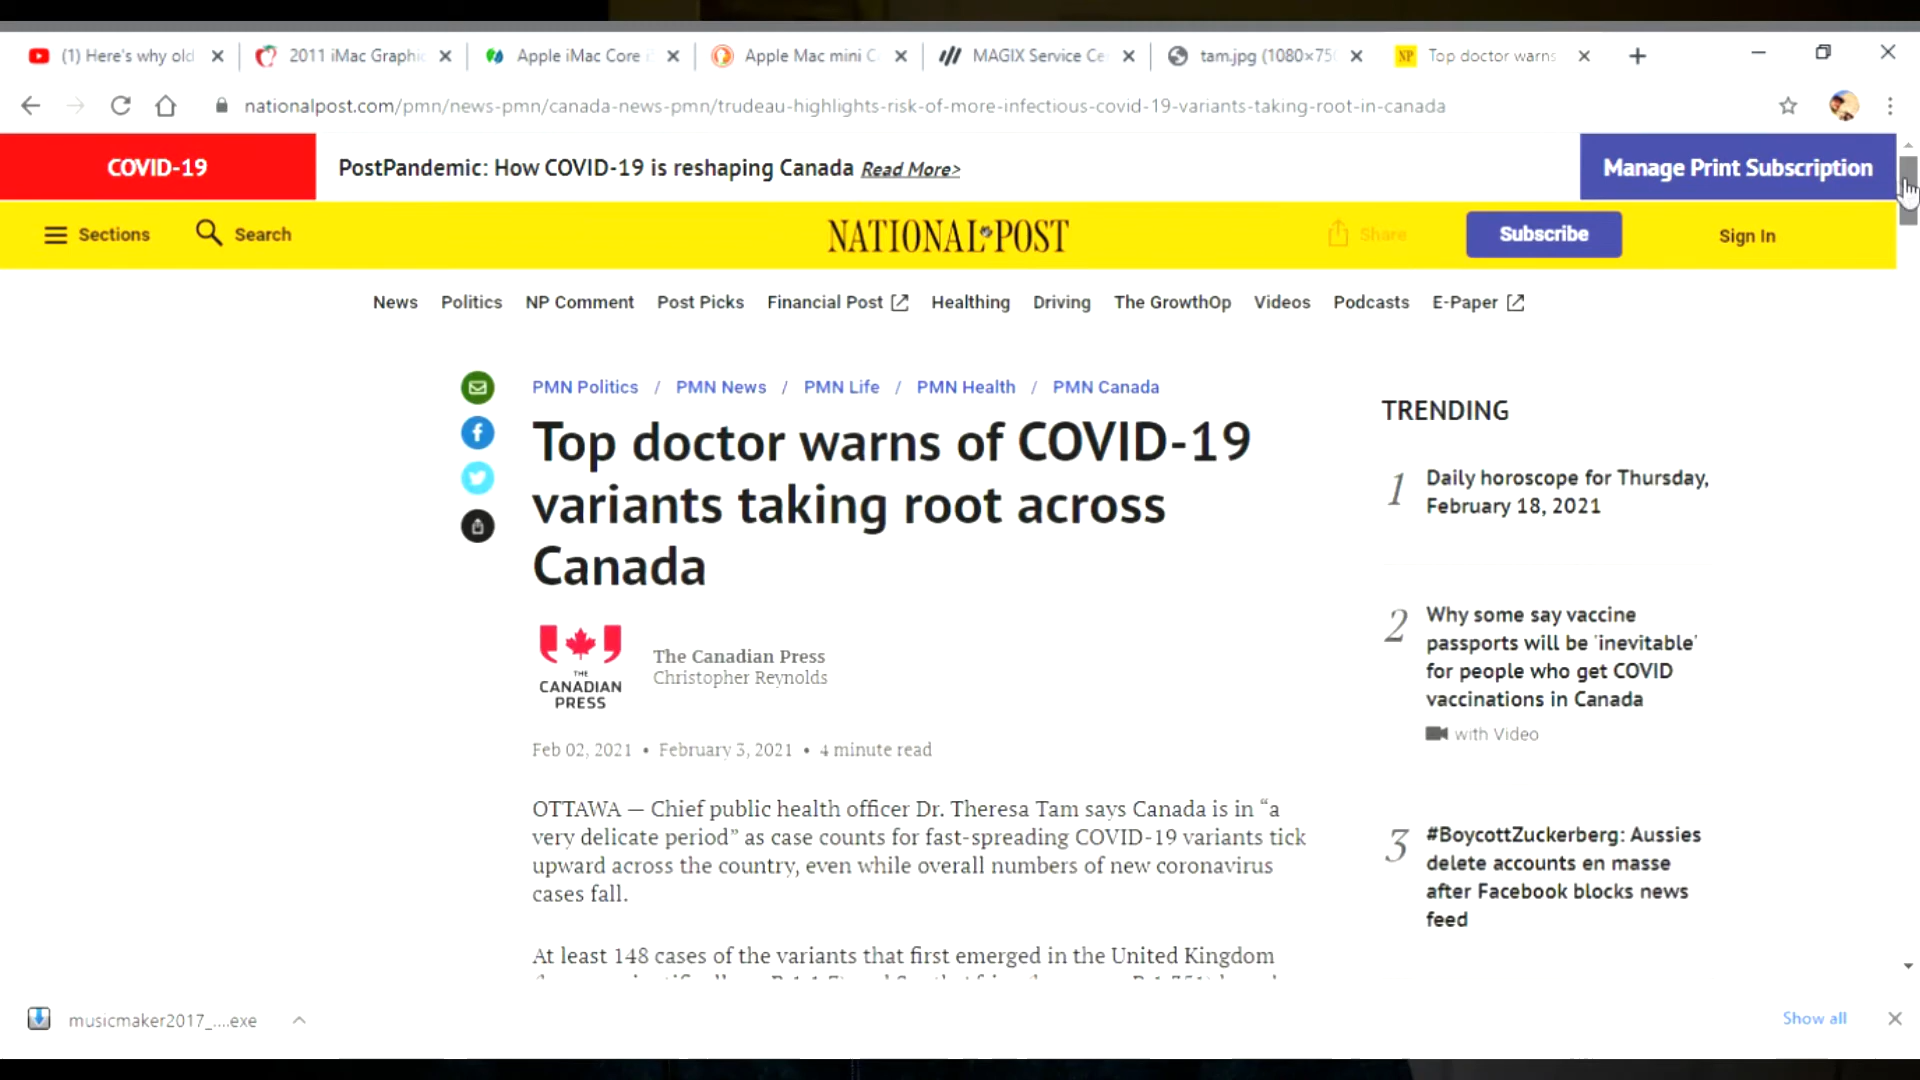 (1) Here's why old
2011 iMac Graphic
Apple iMac Core i
Apple Mac mini C
MAGIX Service Ce
tam.jpg (1080×75
NP Top doctor warns
nationalpost.com/pmn/news-pmn/canada-news-pmn/trudeau-highlights-risk-of-more-infectious-covid-19-variants-taking-root-in-canada
COVID-19
PostPandemic: How COVID-19 is reshaping Canada Read More>
Manage Print Subscription
Sections
Search
NATIONAL POST
Share
Subscribe
Sign In
News Politics NP Comment Post Picks Financial Post Healthing Driving The GrowthOp Videos Podcasts E-Paper
PMN Politics / PMN News / PMN Life / PMN Health / PMN Canada
Top doctor warns of COVID-19
variants taking root across
Canada
THE
CANADIAN
PRESS
The Canadian Press
Christopher Reynolds
Feb 02, 2021 • February 3, 2021 • 4 minute read
OTTAWA — Chief public health officer Dr. Theresa Tam says Canada is in “a
very delicate period” as case counts for fast-spreading COVID-19 variants tick
upward across the country, even while overall numbers of new coronavirus
cases fall.
At least 148 cases of the variants that first emerged in the United Kingdom
TRENDING
1
Daily horoscope for Thursday,
February 18, 2021
2
Why some say vaccine
passports will be 'inevitable'
for people who get COVID
vaccinations in Canada
with Video
3
#BoycottZuckerberg: Aussies
delete accounts en masse
after Facebook blocks news
feed
musicmaker2017_....exe
Show all